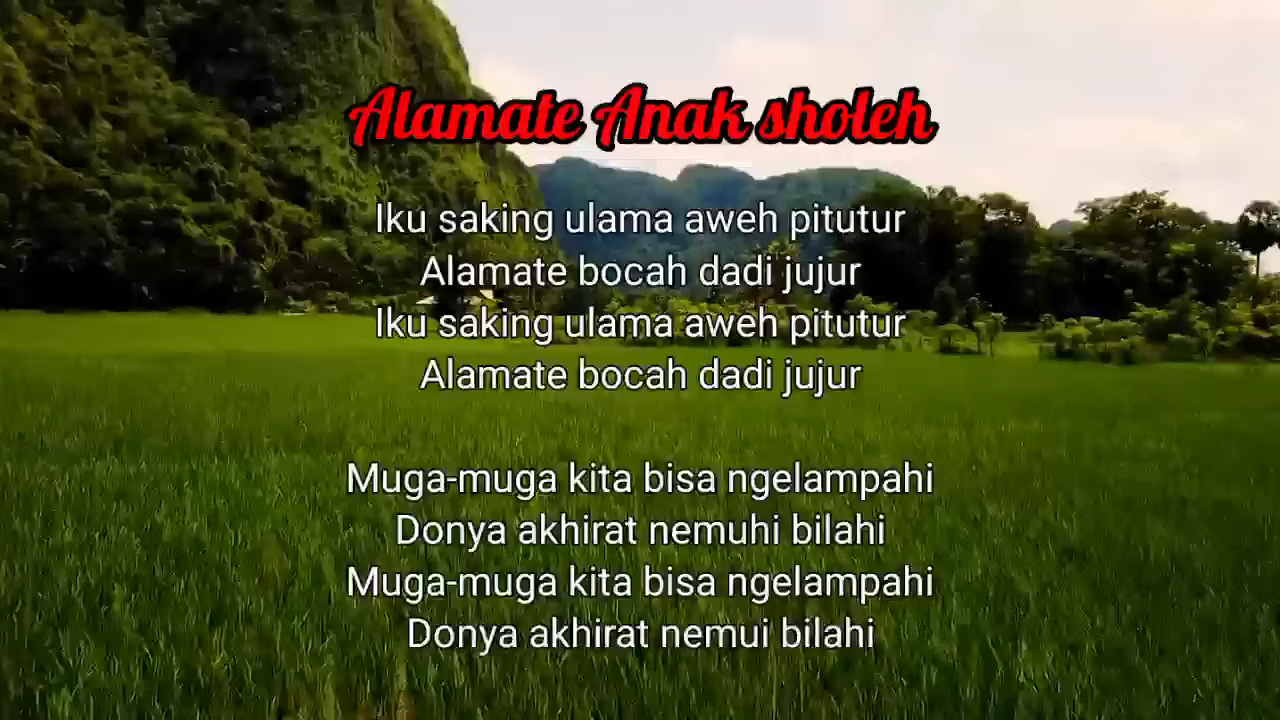 Alamate Anak sholeh
Iku saking ulama aweh pitutur
Alamate bocah dadi jujur
Iku saking ulama aweh pitutur
Alamate bocah dadi jujur
Muga-muga kita bisa ngelampahi
Donya akhirat nemuhi bilahi
Muga-muga kita bisa ngelampahi
Donya akhirat nemui bilahi